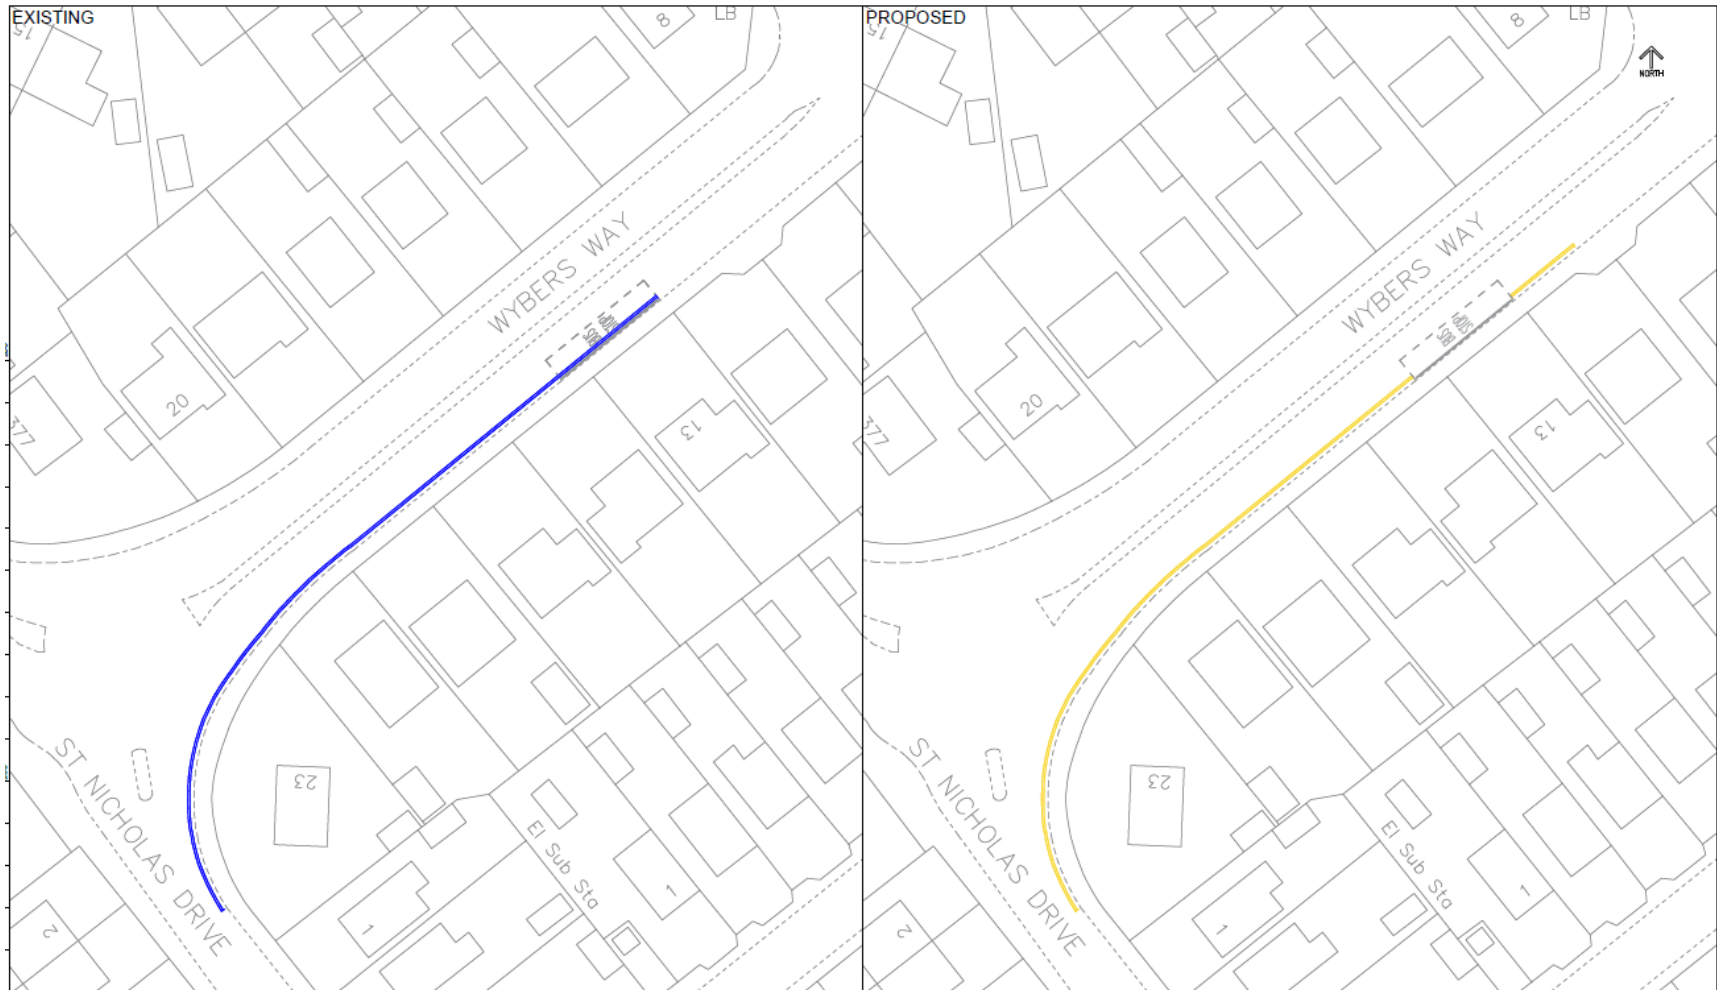 EXISTING
15
8
LB
WYBERS WAY
BUS
STOP
20
377
13
23
ST NICHOLAS DRIVE
El Sub Sta
1
1
2
PROPOSED
15
8
LB
NORTH
WYBERS WAY
BUS
STOP
20
377
13
23
ST NICHOLAS DRIVE
El Sub Sta
1
1
2